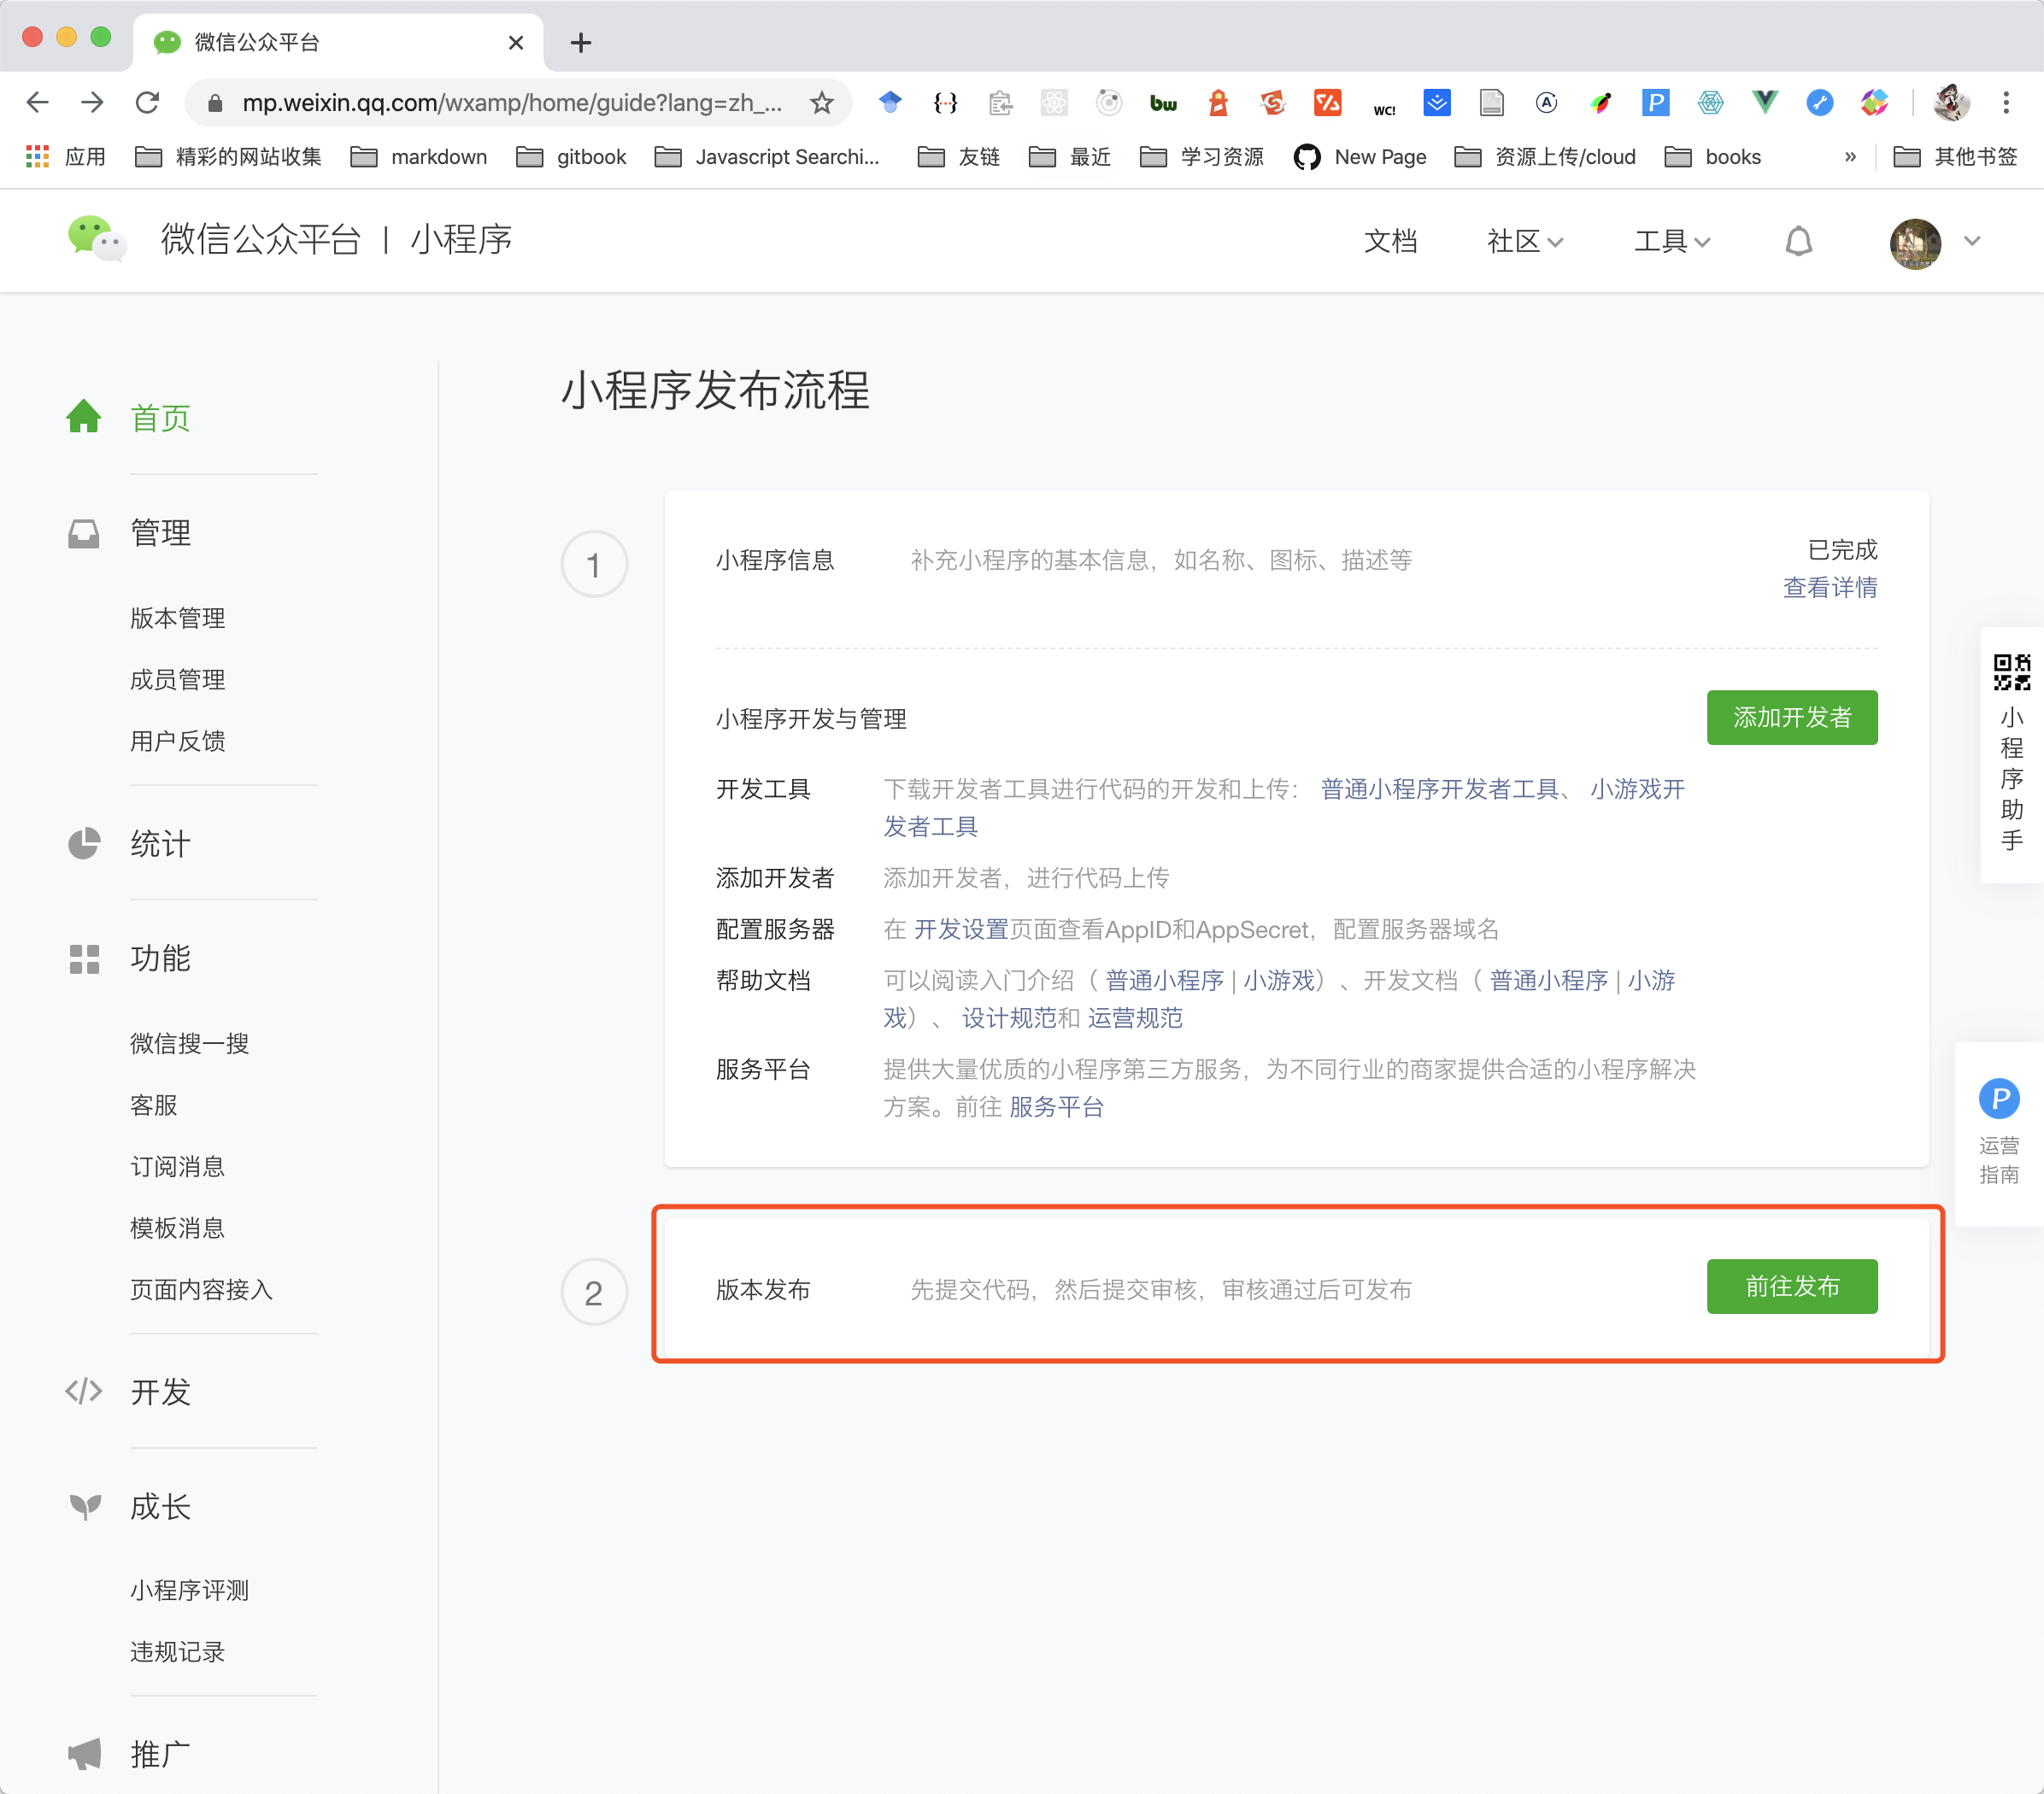 微信公众平台
mp.weixin.qq.com/wxamp/home/guide?lang=zh_...
bw
WC!
P
应用
精彩的网站收集
markdown
gitbook
Javascript Searchi...
友链
最近
学习资源
New Page
资源上传/cloud
books
»
其他书签
微信公众平台 | 小程序
文档
社区
工具
首页
管理
版本管理
成员管理
用户反馈
统计
功能
微信搜一搜
客服
订阅消息
模板消息
页面内容接入
开发
成长
小程序评测
违规记录
推广
小程序发布流程
1
小程序信息
补充小程序的基本信息，如名称、图标、描述等
已完成
查看详情
小程序开发与管理
添加开发者
开发工具
下载开发者工具进行代码的开发和上传： 普通小程序开发者工具、 小游戏开
发者工具
添加开发者
添加开发者，进行代码上传
配置服务器
在 开发设置页面查看AppID和AppSecret，配置服务器域名
帮助文档
可以阅读入门介绍（ 普通小程序 | 小游戏）、开发文档（ 普通小程序 | 小游
戏）、 设计规范和 运营规范
服务平台
提供大量优质的小程序第三方服务，为不同行业的商家提供合适的小程序解决
方案。前往 服务平台
2
版本发布
先提交代码，然后提交审核，审核通过后可发布
前往发布
小
程
序
助
手
P
运营
指南